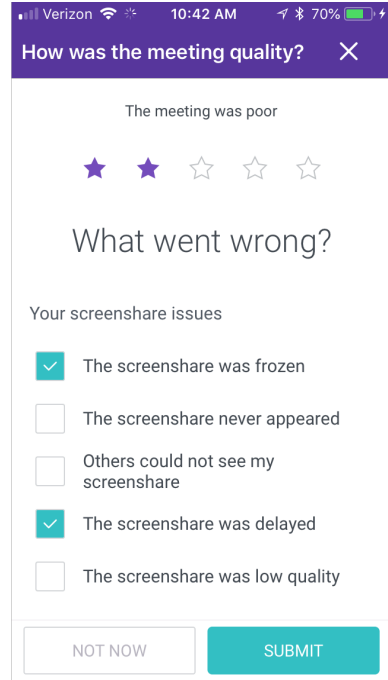 Verizon 10:42 AM 70%
How was the meeting quality?
The meeting was poor
What went wrong?
Your screenshare issues
The screenshare was frozen
The screenshare never appeared
Others could not see my
screenshare
The screenshare was delayed
The screenshare was low quality
NOT NOW SUBMIT